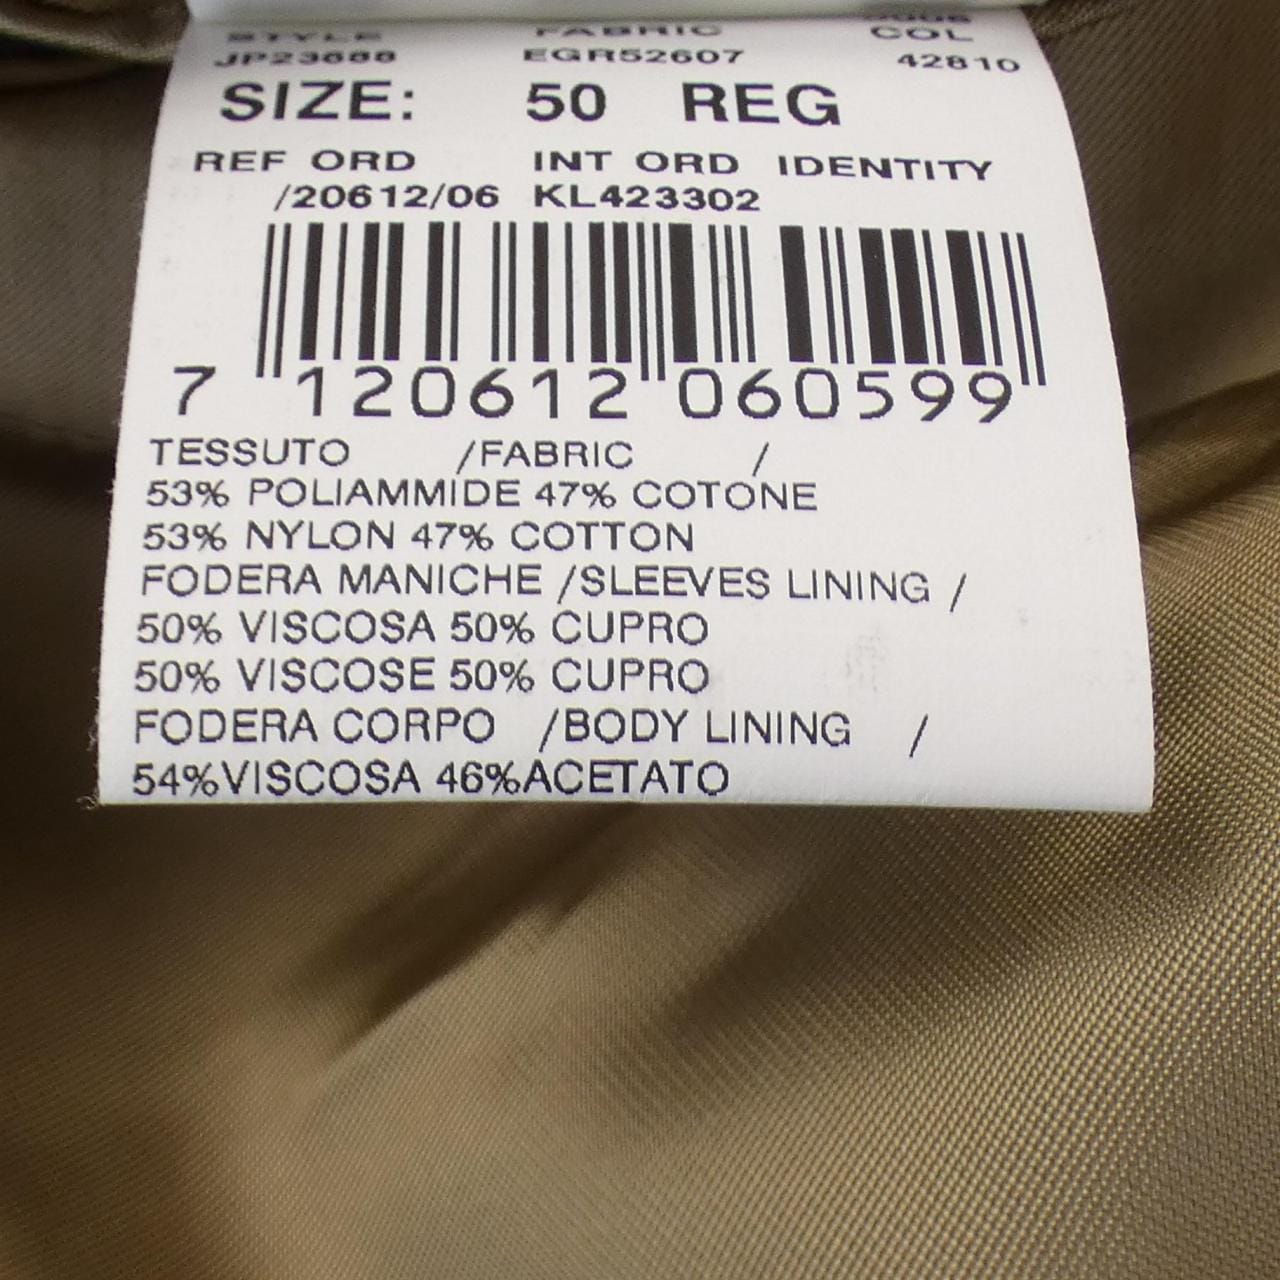 STYLE FABRIC COL
JP23688 EGR52607 42810
SIZE: 50 REG
REF ORD INT ORD IDENTITY
/20612/06 KL423302
7 120612 060599
TESSUTO /FABRIC /
53% POLIAMMIDE 47% COTONE
53% NYLON 47% COTTON
FODERA MANICHE /SLEEVES LINING /
50% VISCOSA 50% CUPRO
50% VISCOSE 50% CUPRO
FODERA CORPO /BODY LINING /
54%VISCOSA 46%ACETATO